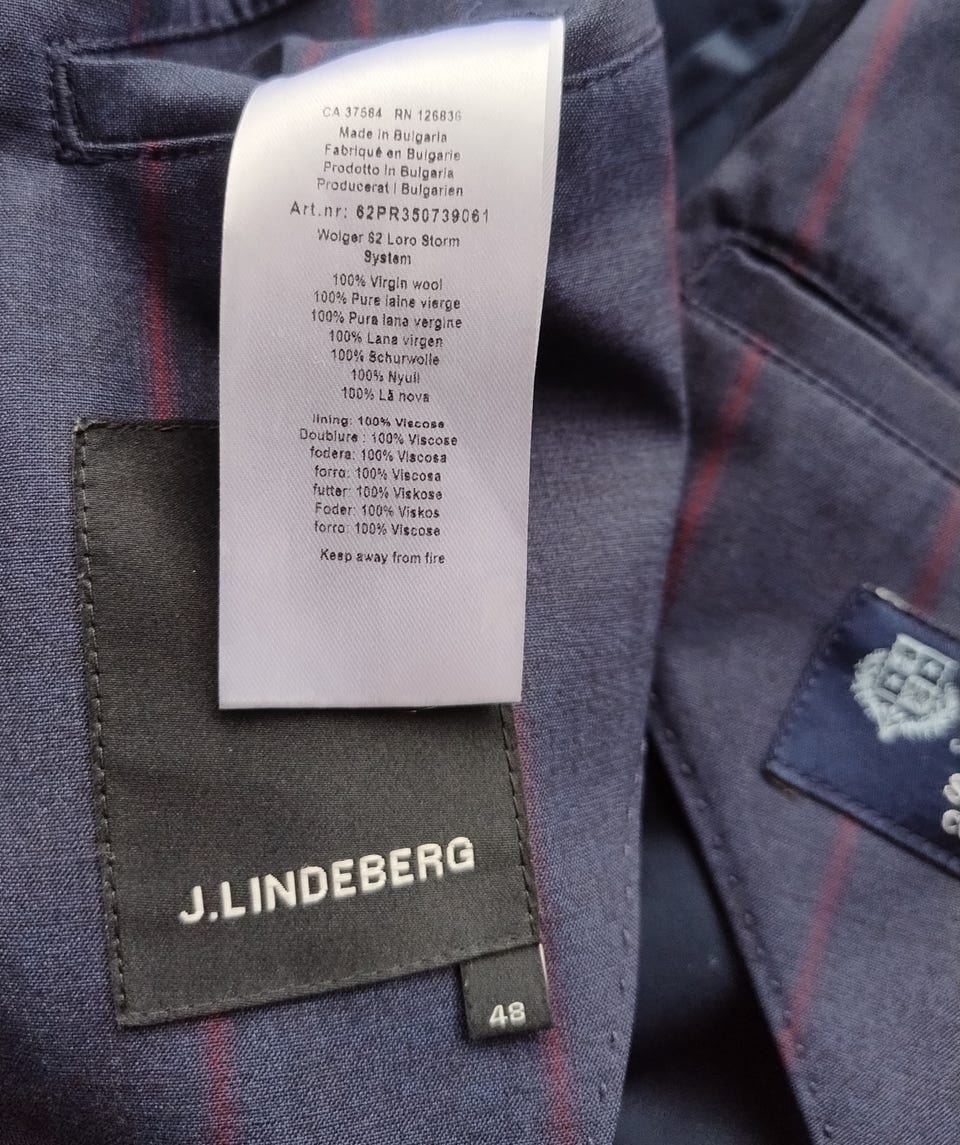 CA 37584 RN 126836
Made in Bulgaria
Fabriqué en Bulgarie
Prodotto in Bulgaria
Producerat i Bulgarien
Art.nr: 62PR350739061
Wolger S2 Loro Storm
System
100% Virgin wool
100% Pure laine vierge
100% Pura lana vergine
100% Lana virgen
100% Schurwolle
100% Nyull
100% Lã nova
lining: 100% Viscose
Doublure : 100% Viscose
fodera: 100% Viscosa
forro: 100% Viscosa
futter: 100% Viskose
Foder: 100% Viskos
forro: 100% Viscose
Keep away from fire
J.LINDEBERG
48